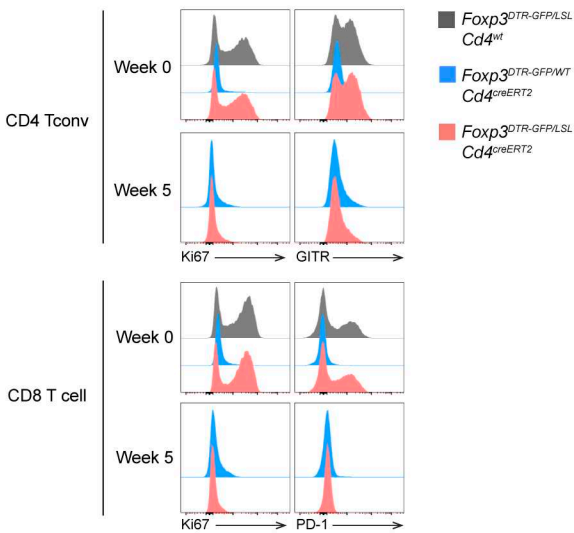 Foxp3DTR-GFP/LSL
Cd4wt
Foxp3DTR-GFP/WT
Cd4creERT2
Foxp3DTR-GFP/LSL
Cd4creERT2
CD4 Tconv
Week 0
Week 5
Ki67
GITR
CD8 T cell
Week 0
Week 5
Ki67
PD-1